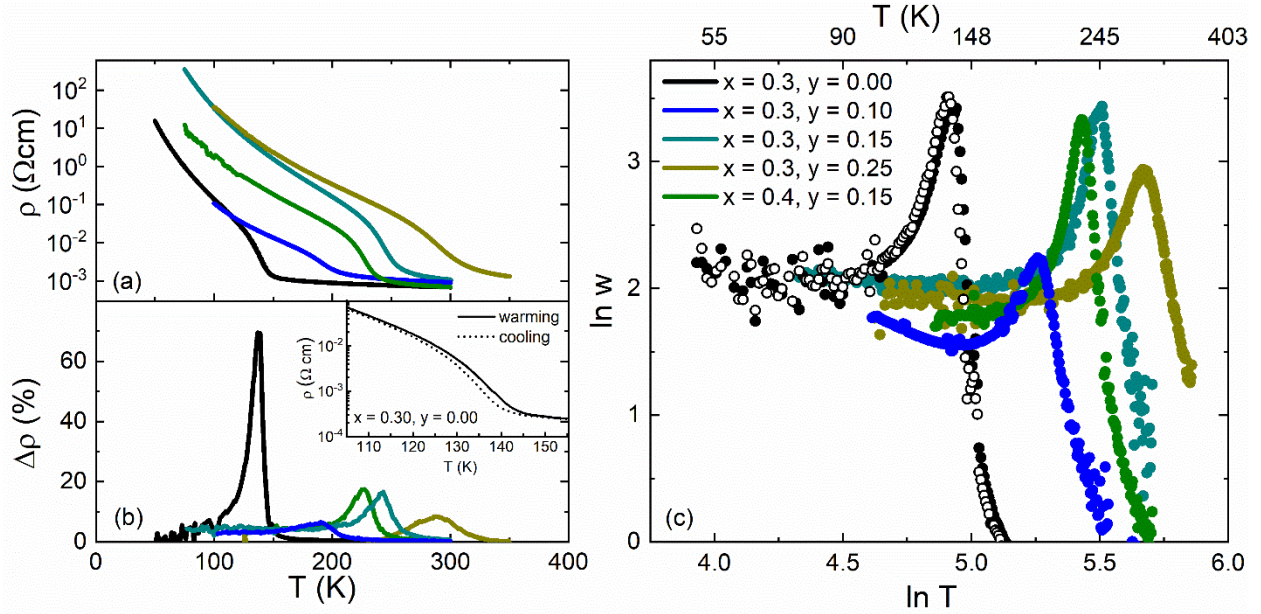 ρ (Ωcm)
10²
10¹
10⁰
10⁻¹
10⁻²
10⁻³
(a)
Δρ (%)
60
40
20
0
(b)
warming
cooling
ρ (Ω cm)
10⁻²
10⁻³
10⁻⁴
x = 0.30, y = 0.00
110 120 130 140 150
T (K)
0 100 200 300 400
T (K)
T (K)
55 90 148 245 403
x = 0.3, y = 0.00
x = 0.3, y = 0.10
x = 0.3, y = 0.15
x = 0.3, y = 0.25
x = 0.4, y = 0.15
ln w
3
2
1
0
(c)
4.0 4.5 5.0 5.5 6.0
ln T